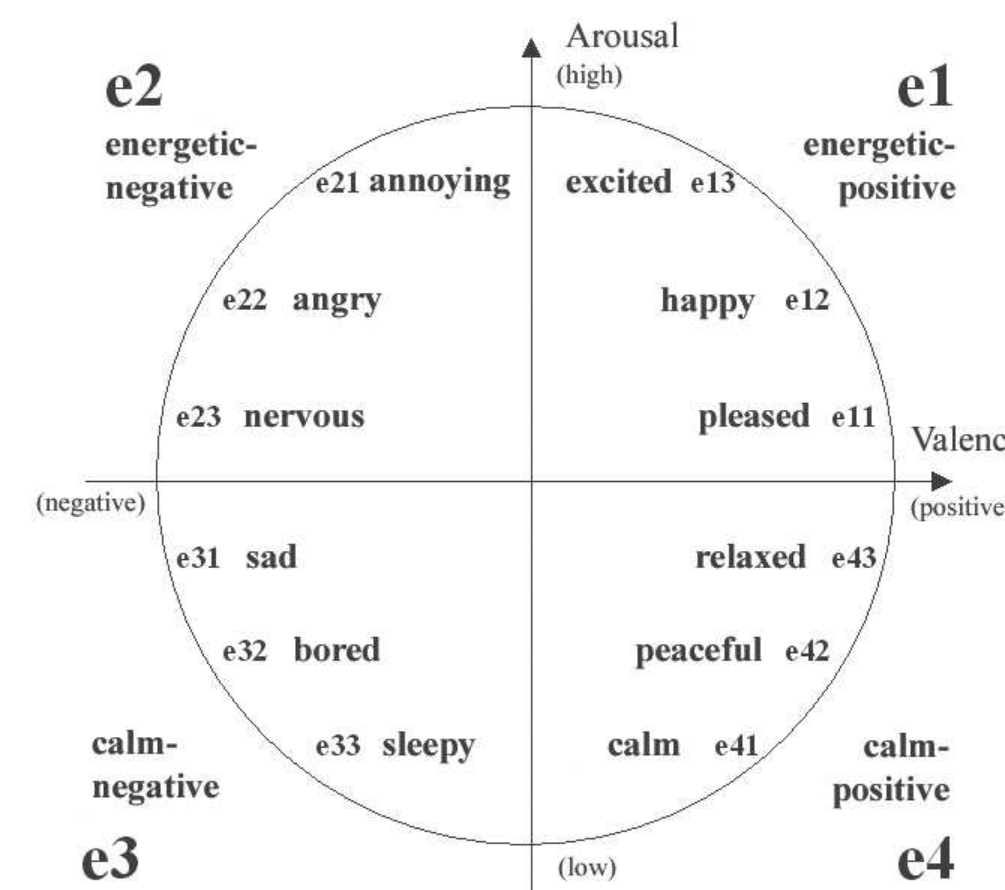 Arousal
(high)
e2
e1
energetic-
negative
energetic-
positive
e21 annoying
excited e13
e22 angry
happy e12
e23 nervous
pleased e11
Valenc
(negative)
(positive
e31 sad
relaxed e43
e32 bored
peaceful e42
e33 sleepy
calm e41
calm-
negative
calm-
positive
e3
(low)
e4